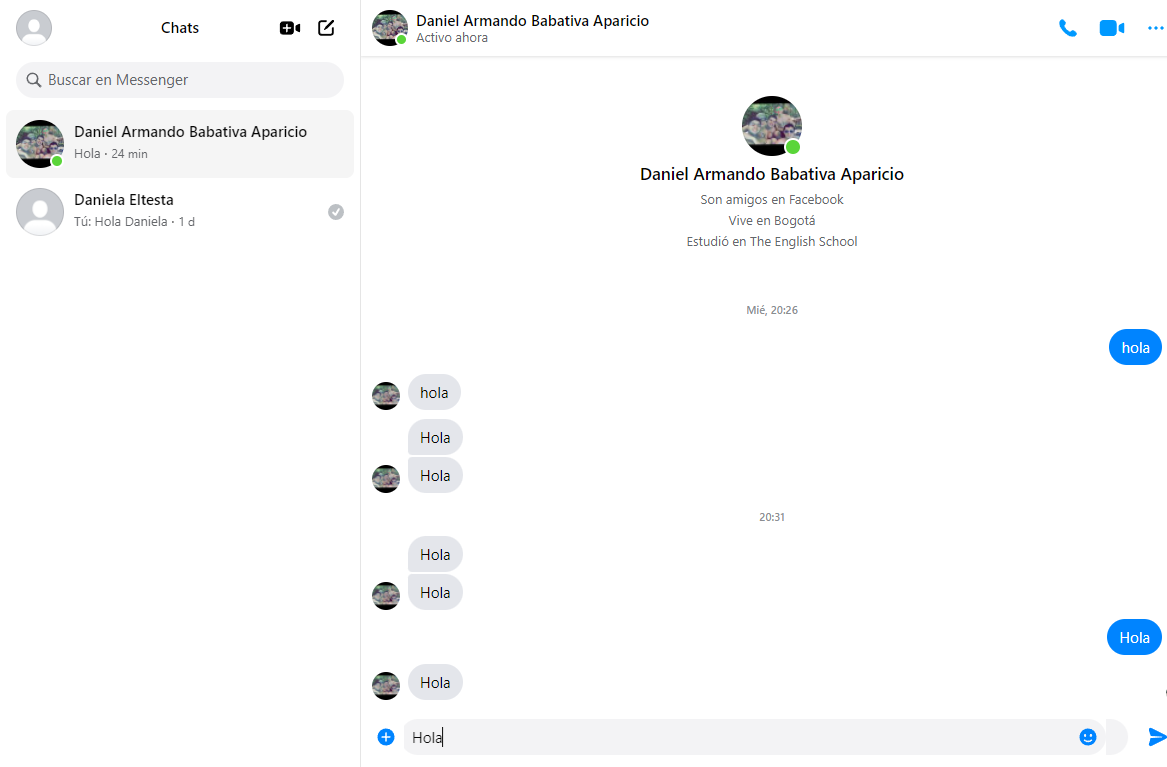 Chats
Buscar en Messenger
Daniel Armando Babativa Aparicio
Hola · 24 min
Daniela Eltesta
Tú: Hola Daniela · 1 d
Daniel Armando Babativa Aparicio
Activo ahora
Daniel Armando Babativa Aparicio
Son amigos en Facebook
Vive en Bogotá
Estudió en The English School
Mié, 20:26
hola
hola
Hola
Hola
20:31
Hola
Hola
Hola
Hola
Hola